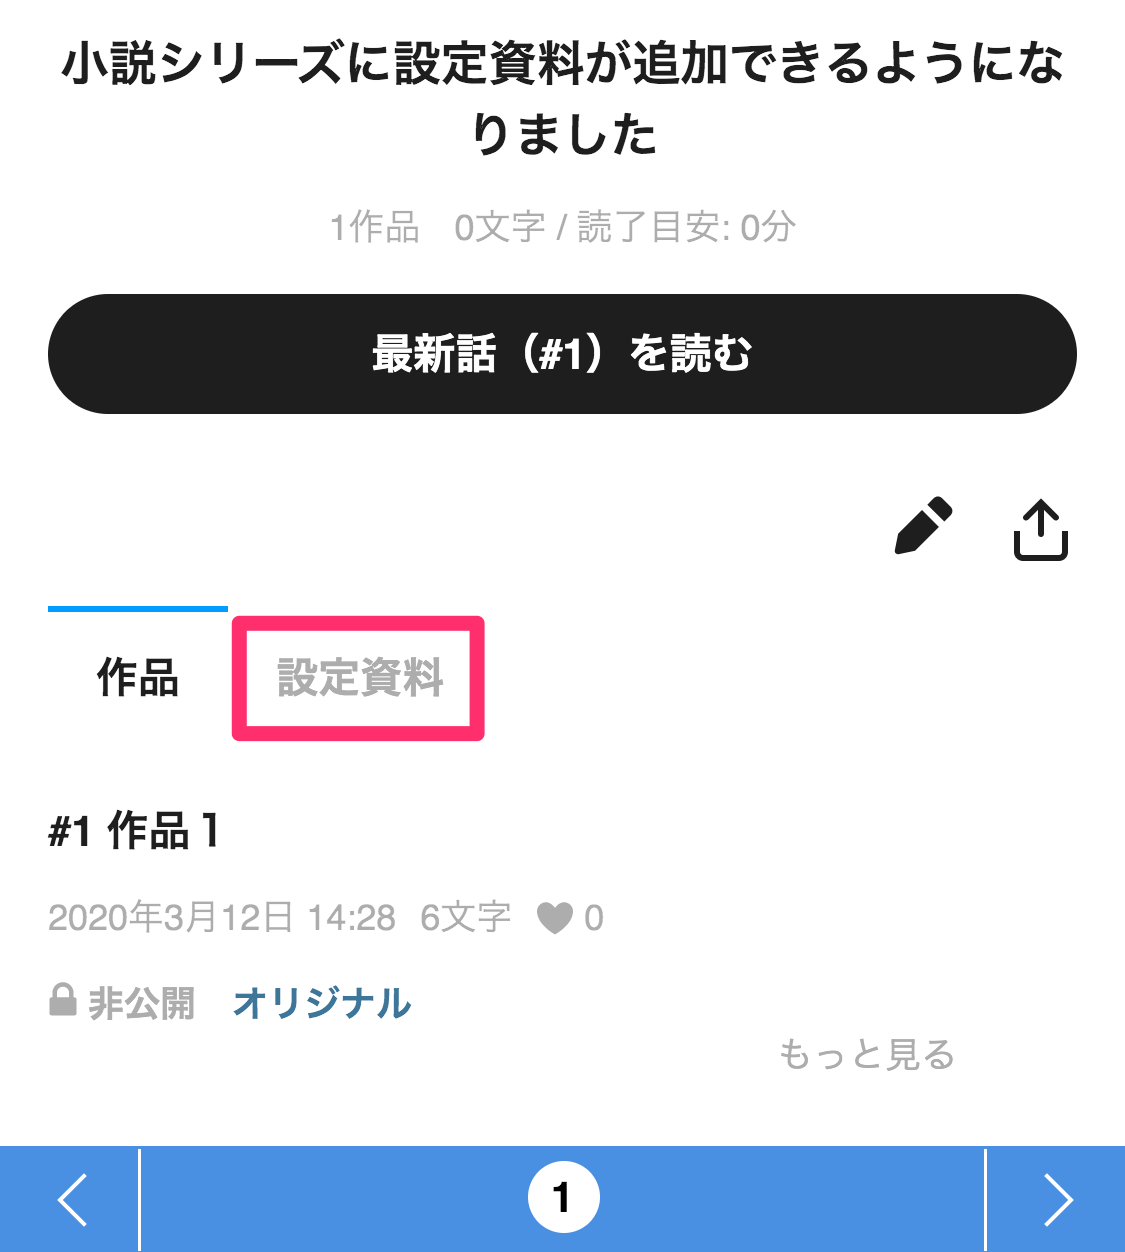 小説シリーズに設定資料が追加できるようにな
りました
1作品　0文字 / 読了目安: 0分
最新話（#1）を読む
作品　設定資料
#1 作品１
2020年3月12日 14:28 6文字 0
非公開　オリジナル
もっと見る
1